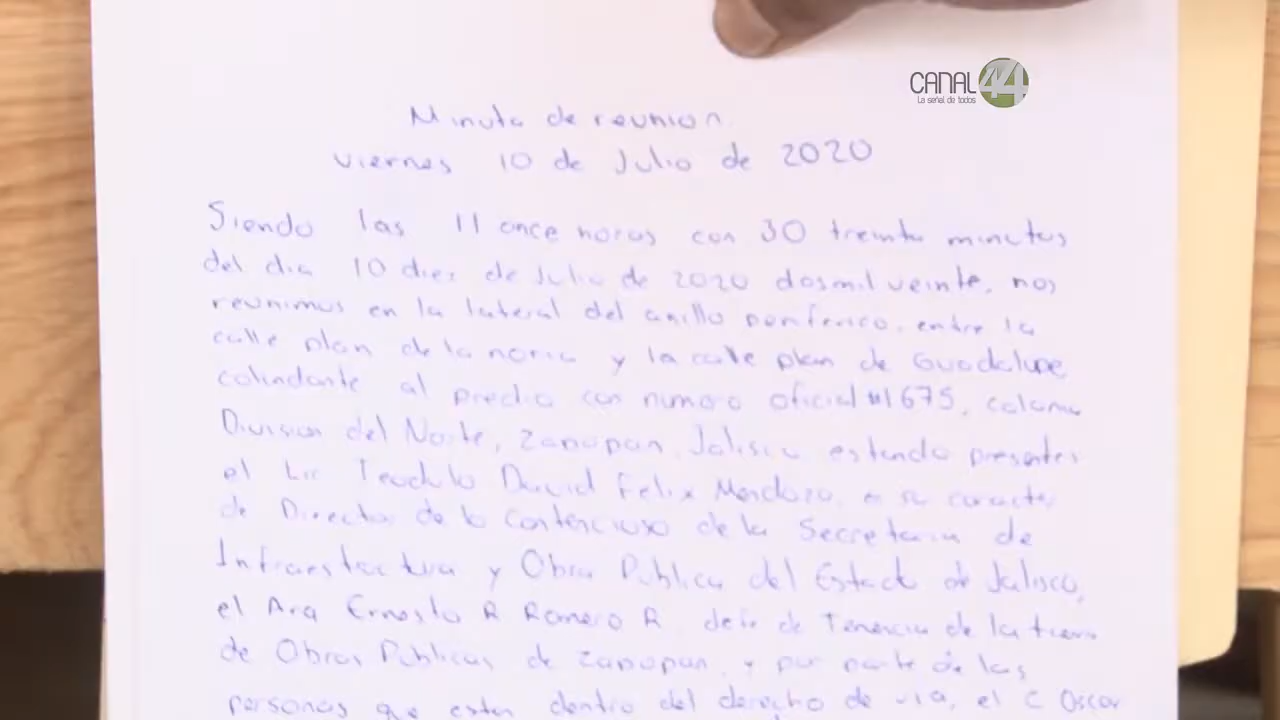 CANAL 44
La señal de todos
Minuta de reunion
viernes 10 de Julio de 2020
Siendo las 11 once horas con 30 treinta minutos
del dia 10 diez de Julio de 2020 dosmil veinte, nos
reunimos en la lateral del anillo periferico, entre la
calle plan de la noria y la calle plan de Guadalupe
colindante al predio con numero oficial #1675, colonia
Division del Norte, Zapopan Jalisco estando presentes
el Lic Teodulo David Felix Mendoza, en su caracter
de Director de lo Contencioso de la Secretaria de
Infraestructura y Obra Publica del Estado de Jalisco,
el Arq Ernesto R Romero R, Jefe de Tenencia de la tierra
de Obras Publicas de Zapopan, y por parte de las
personas que estan dentro del derecho de via, el C Oscar